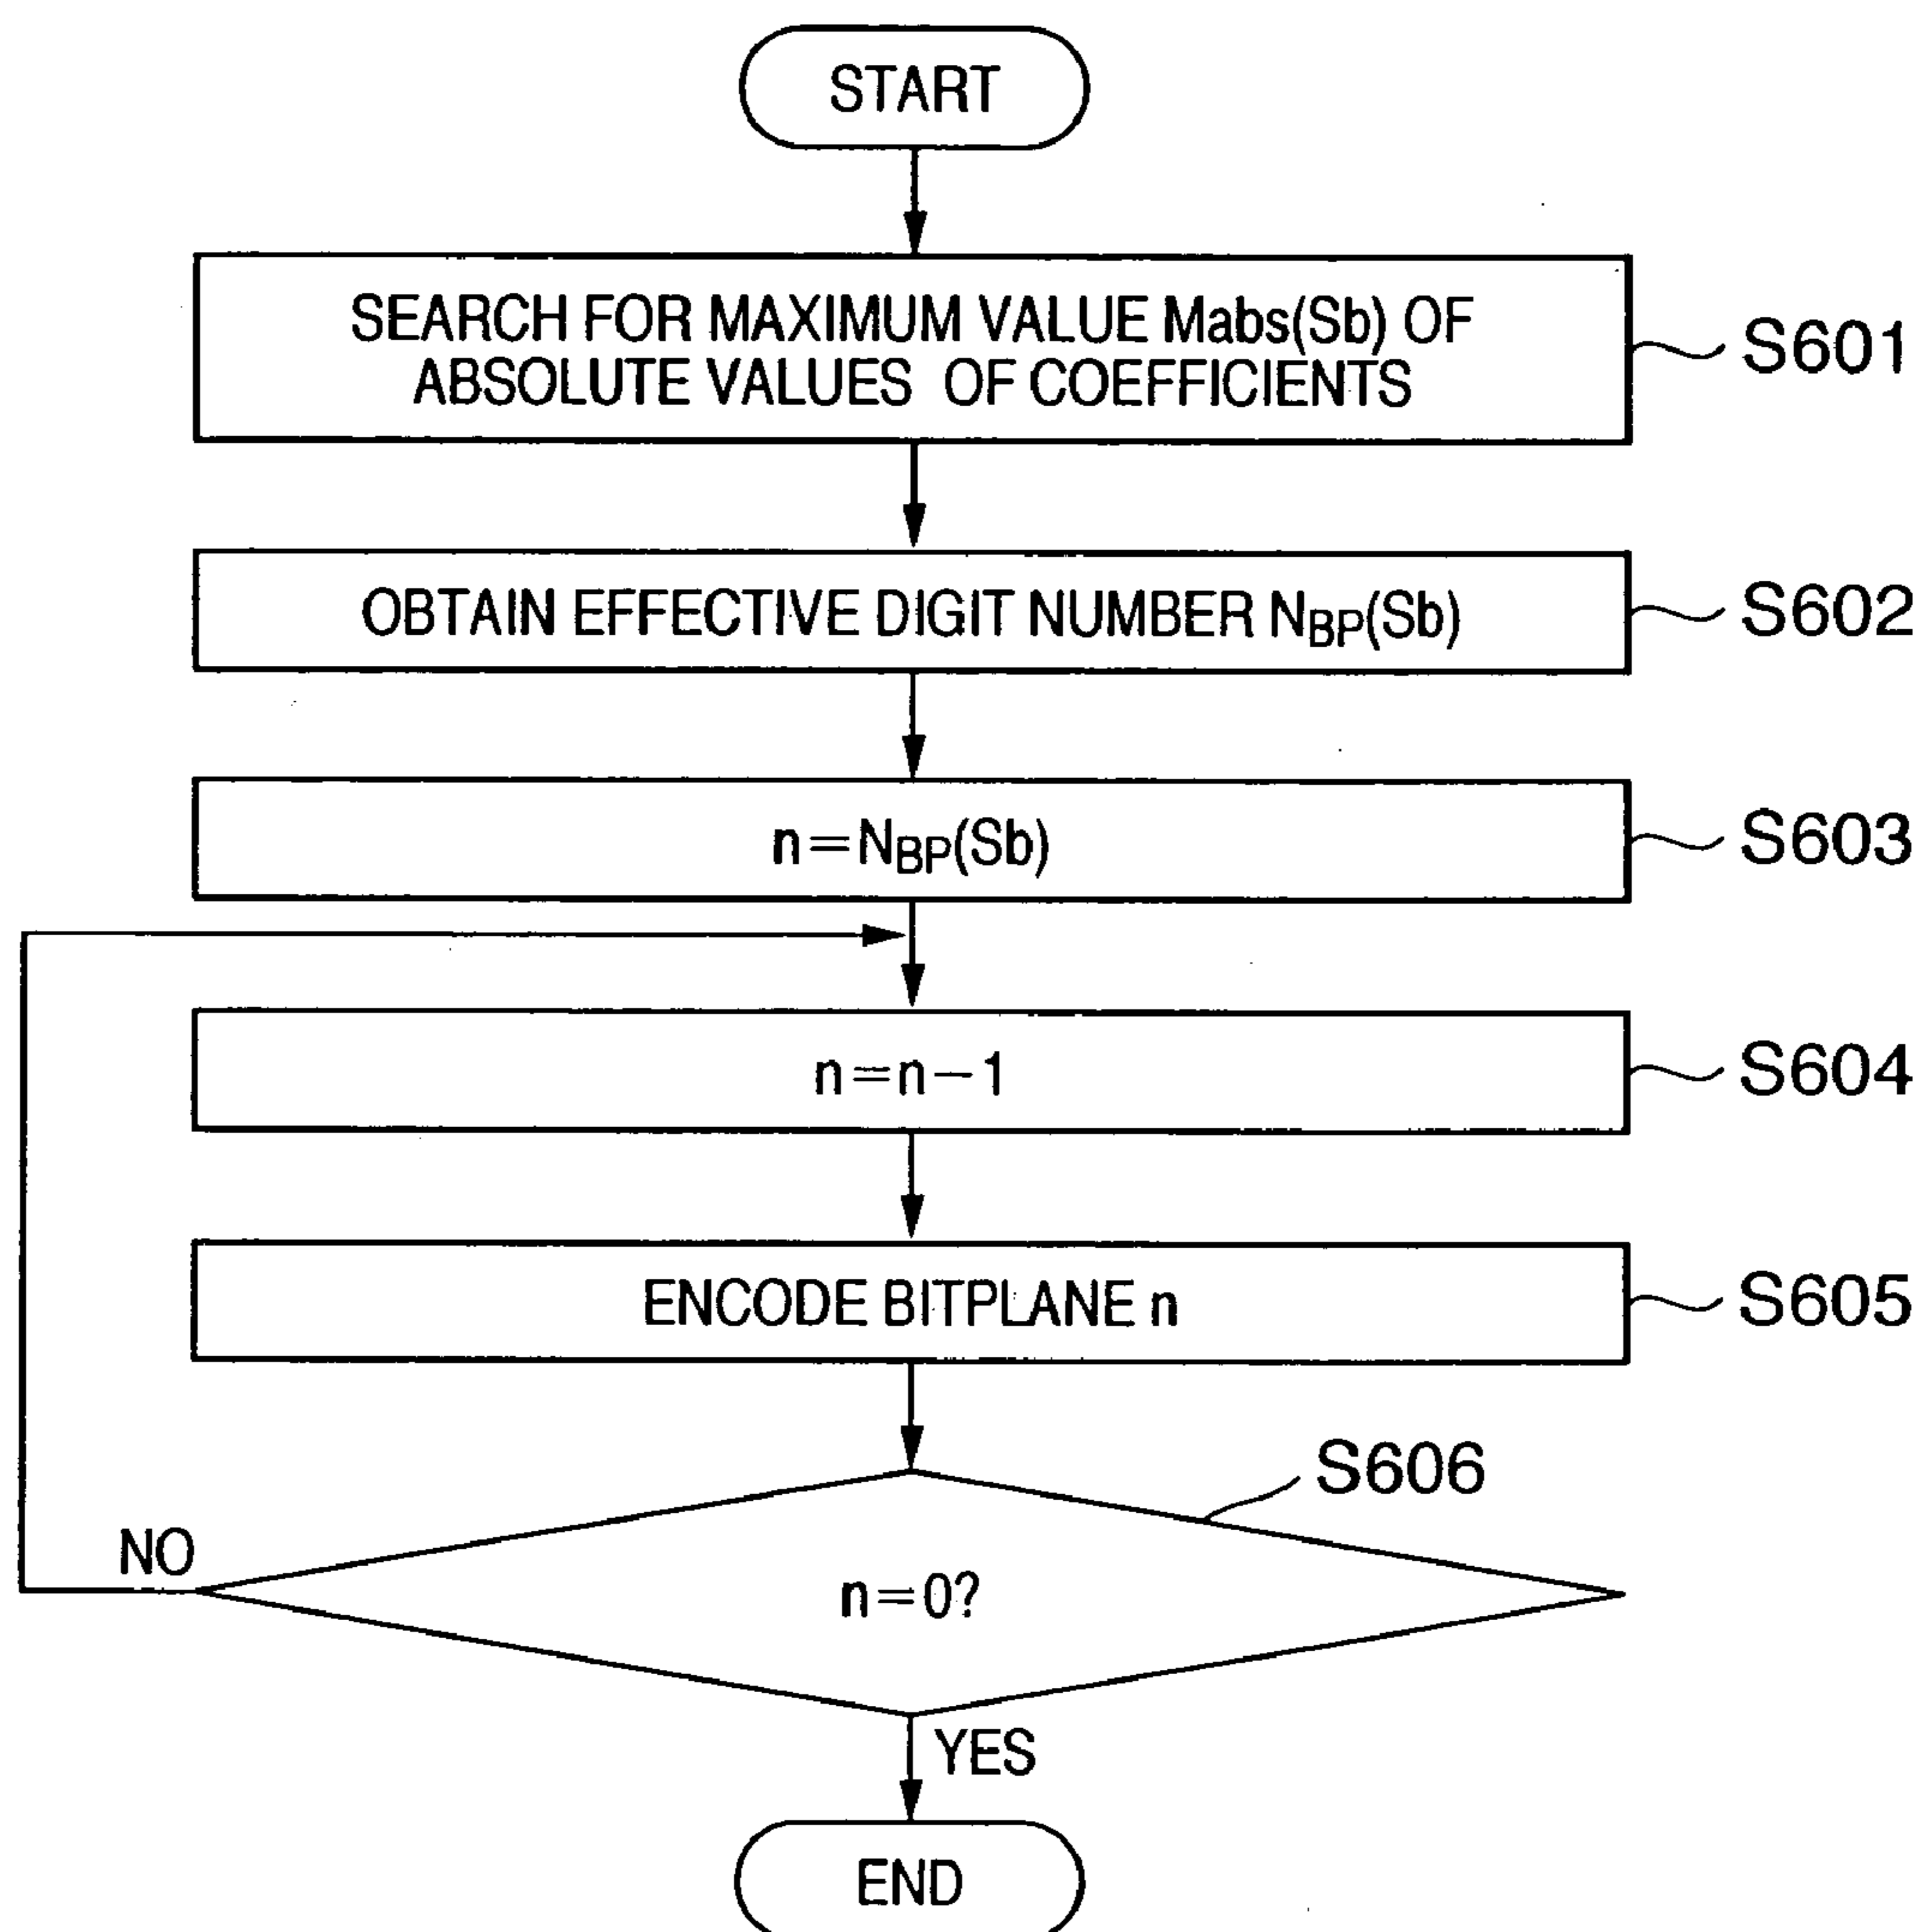 START
SEARCH FOR MAXIMUM VALUE Mabs(Sb) OF
ABSOLUTE VALUES OF COEFFICIENTS
S601
OBTAIN EFFECTIVE DIGIT NUMBER NBP(Sb)
S602
n=NBP(Sb)
S603
n=n-1
S604
ENCODE BITPLANE n
S605
S606
NO
n=0?
YES
END